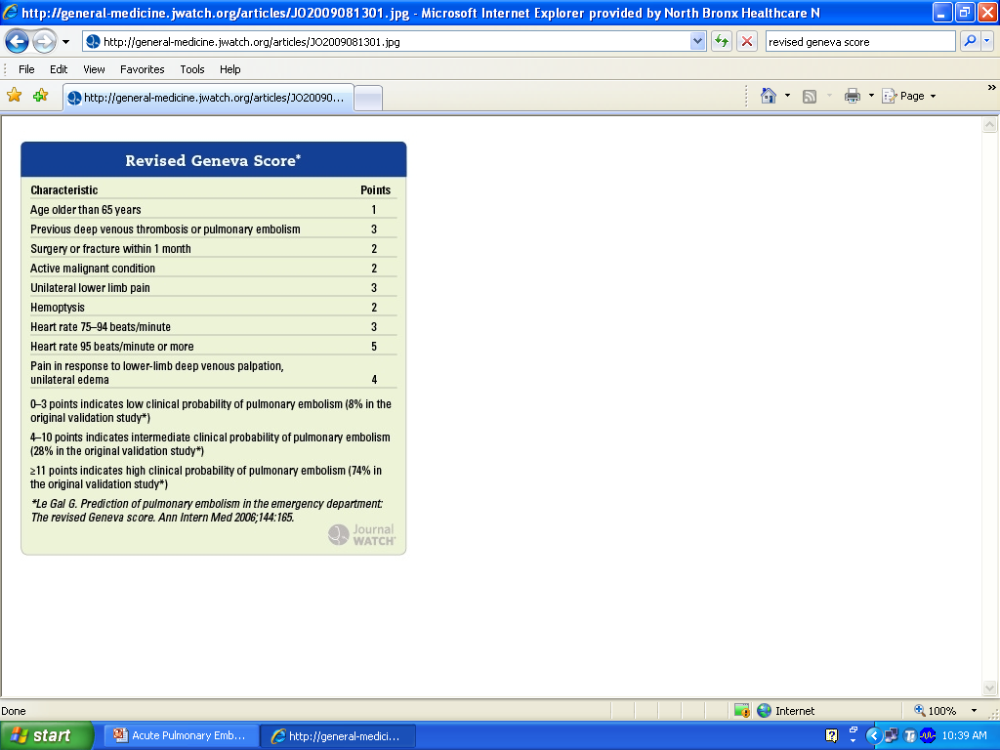 http://general-medicine.jwatch.org/articles/JO2009081301.jpg - Microsoft Internet Explorer provided by North Bronx Healthcare N
http://general-medicine.jwatch.org/articles/JO2009081301.jpg
revised geneva score
File Edit View Favorites Tools Help
http://general-medicine.jwatch.org/articles/JO20090...
Page
Revised Geneva Score*
Characteristic Points
Age older than 65 years 1
Previous deep venous thrombosis or pulmonary embolism 3
Surgery or fracture within 1 month 2
Active malignant condition 2
Unilateral lower limb pain 3
Hemoptysis 2
Heart rate 75–94 beats/minute 3
Heart rate 95 beats/minute or more 5
Pain in response to lower-limb deep venous palpation,
unilateral edema 4
0–3 points indicates low clinical probability of pulmonary embolism (8% in the
original validation study*)
4–10 points indicates intermediate clinical probability of pulmonary embolism
(28% in the original validation study*)
≥11 points indicates high clinical probability of pulmonary embolism (74% in
the original validation study*)
*Le Gal G. Prediction of pulmonary embolism in the emergency department:
The revised Geneva score. Ann Intern Med 2006;144:165.
Journal
WATCH
Done Internet 100%
start Acute Pulmonary Emb... http://general-medici... 10:39 AM